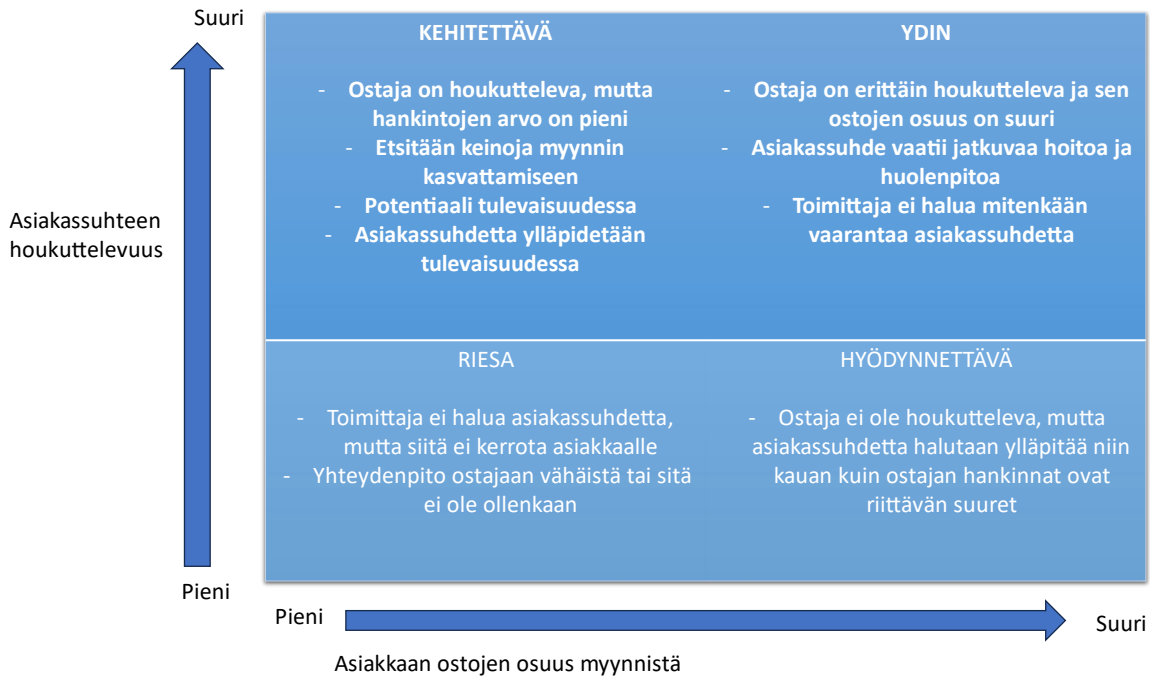 Suuri
KEHITETTÄVÄ
- Ostaja on houkutteleva, mutta
hankintojen arvo on pieni
- Etsitään keinoja myynnin
kasvattamiseen
- Potentiaali tulevaisuudessa
- Asiakassuhdetta ylläpidetään
tulevaisuudessa
YDIN
- Ostaja on erittäin houkutteleva ja sen
ostojen osuus on suuri
- Asiakassuhde vaatii jatkuvaa hoitoa ja
huolenpitoa
- Toimittaja ei halua mitenkään
vaarantaa asiakassuhdetta
Asiakassuhteen
houkuttelevuus
RIESA
- Toimittaja ei halua asiakassuhdetta,
mutta siitä ei kerrota asiakkaalle
- Yhteydenpito ostajaan vähäistä tai sitä
ei ole ollenkaan
HYÖDYNNETTÄVÄ
- Ostaja ei ole houkutteleva, mutta
asiakassuhdetta halutaan ylläpitää niin
kauan kuin ostajan hankinnat ovat
riittävän suuret
Pieni
Pieni
Suuri
Asiakkaan ostojen osuus myynnistä